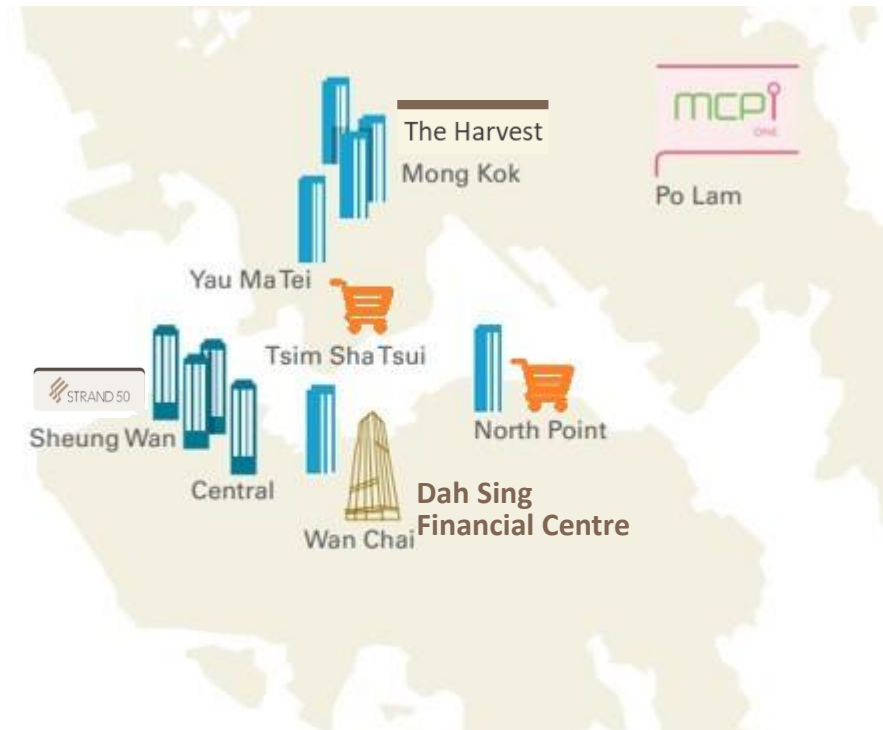 The Harvest
Mong Kok
mcpi
ONE
Po Lam
Yau Ma Tei
Tsim Sha Tsui
STRAND 50
Sheung Wan
North Point
Central
Dah Sing
Financial Centre
Wan Chai